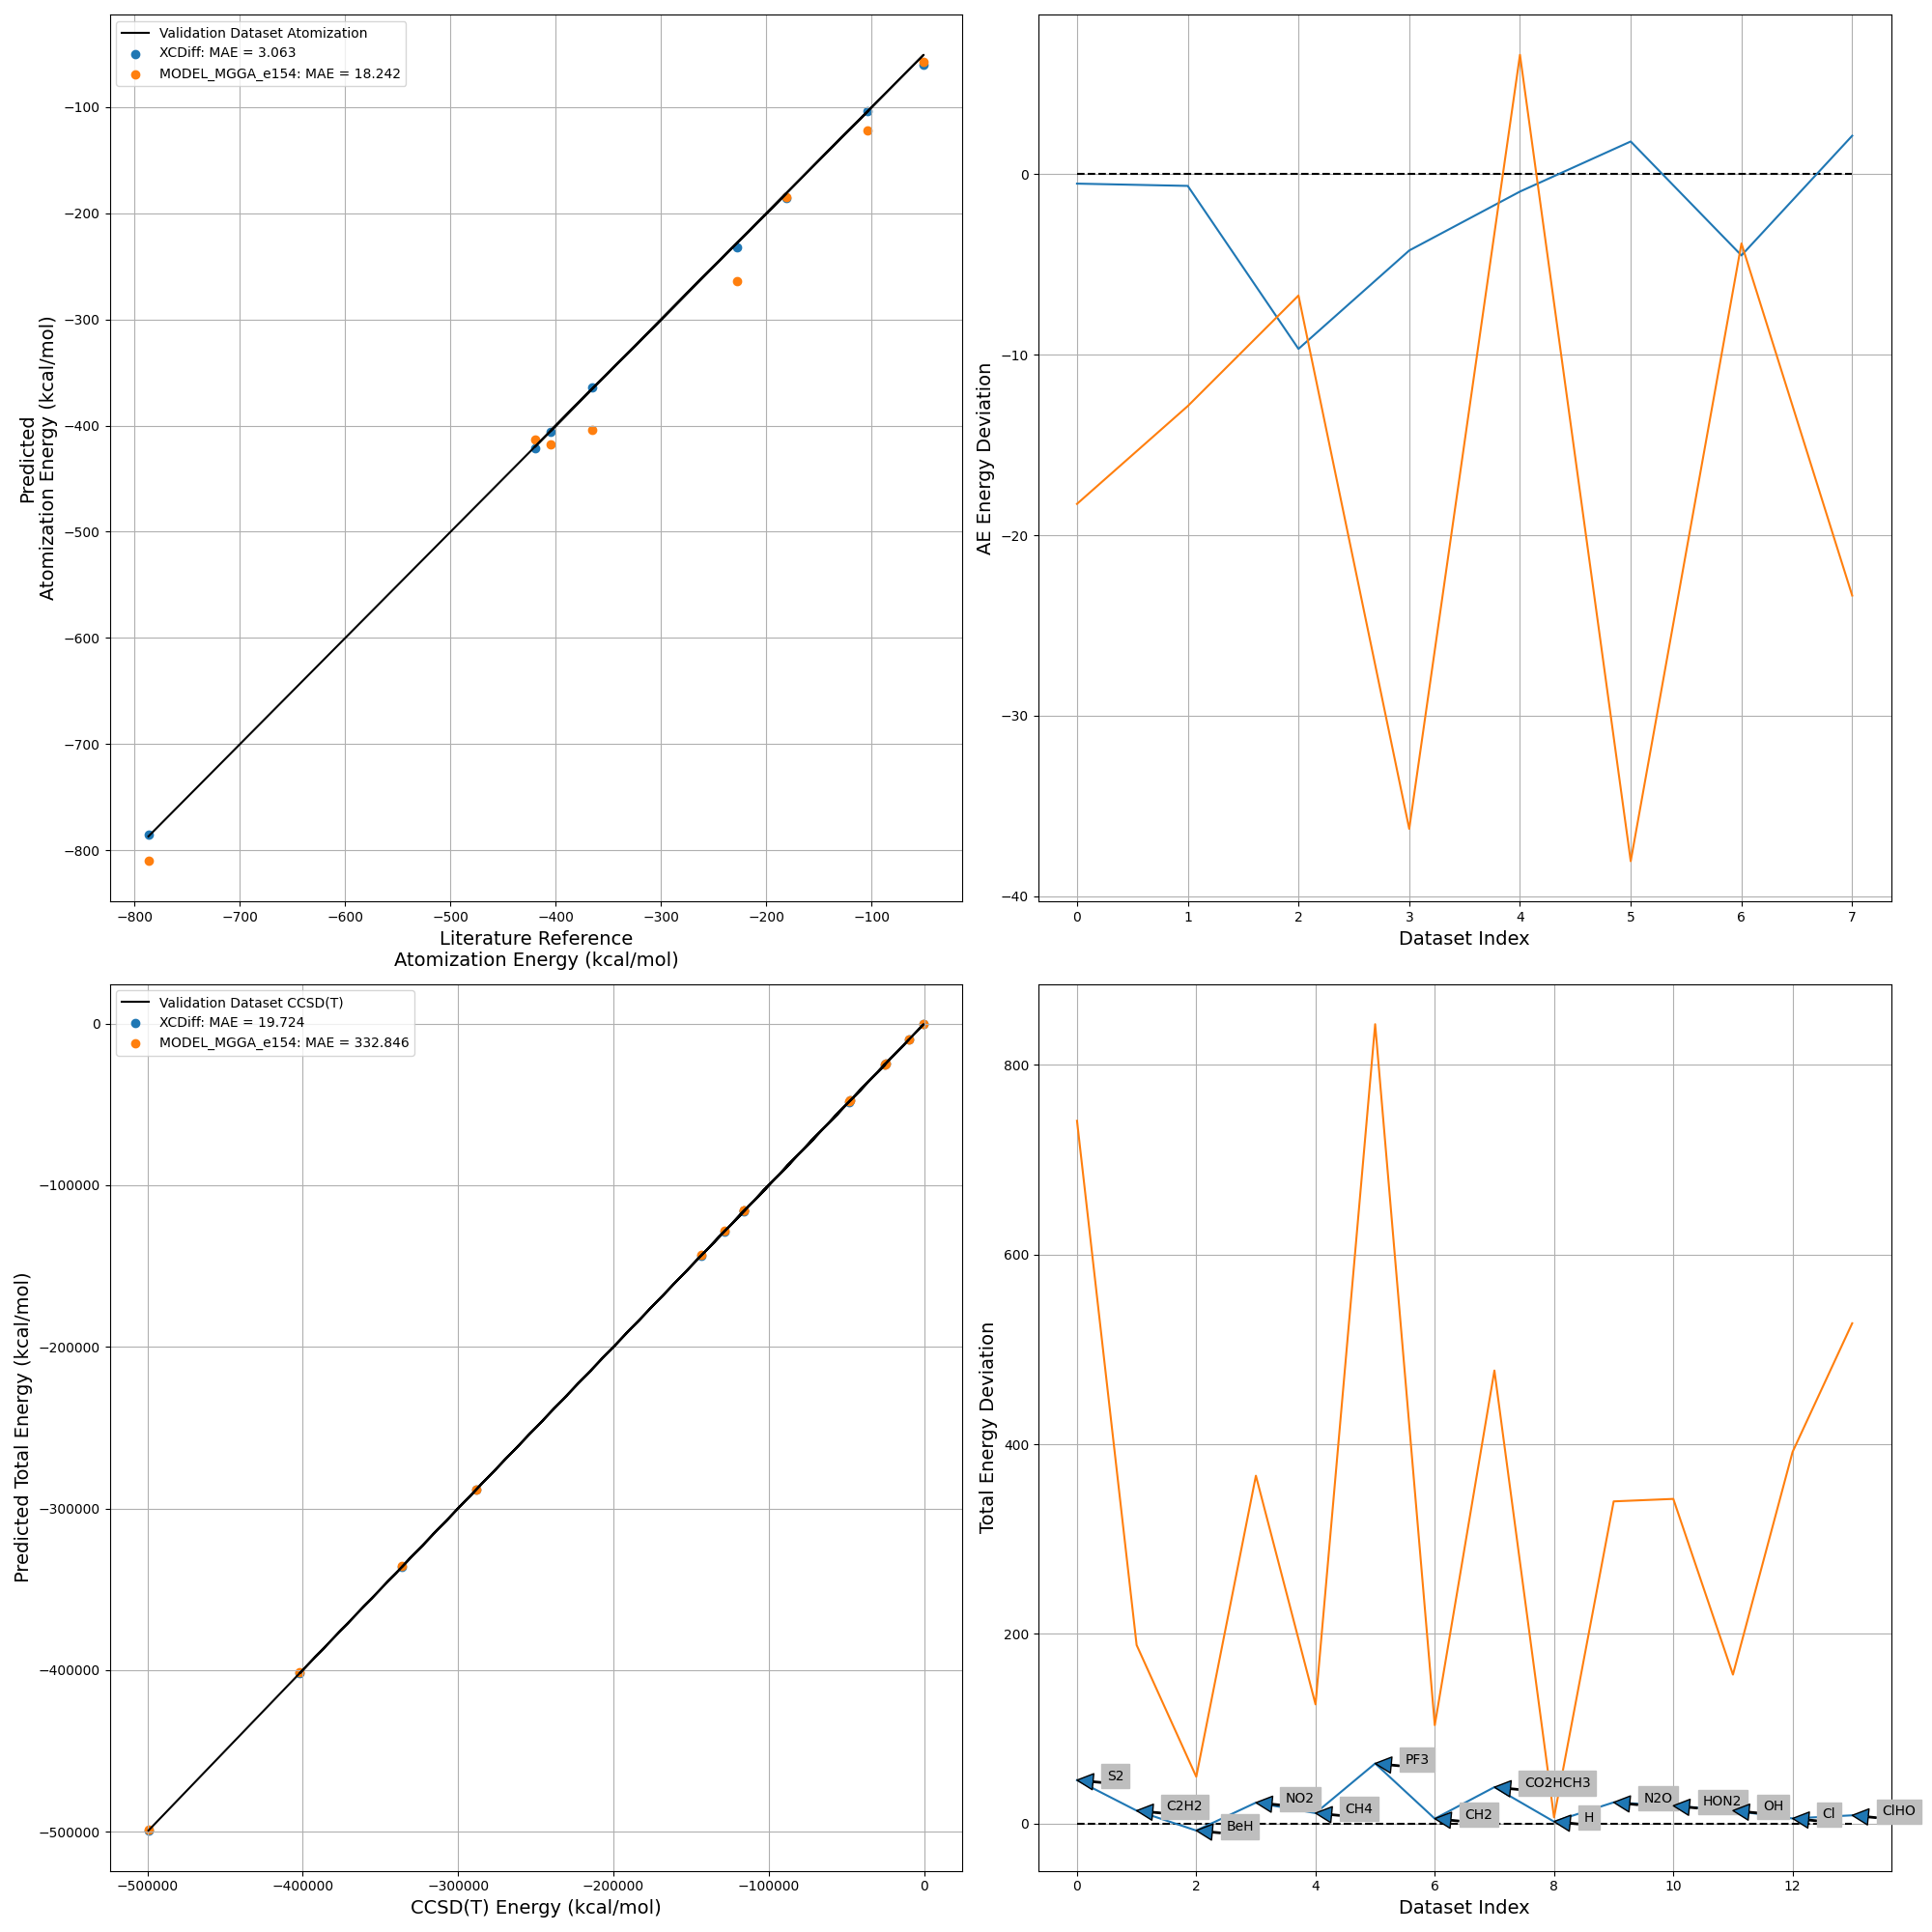 Validation Dataset Atomization
XCDiff: MAE = 3.063
MODEL_MGGA_e154: MAE = 18.242
−100
−200
−300
−400
−500
−600
−700
−800
Predicted
Atomization Energy (kcal/mol)
−800
−700
−600
−500
−400
−300
−200
−100
Literature Reference
Atomization Energy (kcal/mol)
0
−10
−20
−30
−40
AE Energy Deviation
0
1
2
3
4
5
6
7
Dataset Index
Validation Dataset CCSD(T)
XCDiff: MAE = 19.724
MODEL_MGGA_e154: MAE = 332.846
0
−100000
−200000
−300000
−400000
−500000
Predicted Total Energy (kcal/mol)
−500000
−400000
−300000
−200000
−100000
0
CCSD(T) Energy (kcal/mol)
800
600
400
200
0
Total Energy Deviation
S2
C2H2
BeH
NO2
CH4
PF3
CH2
CO2HCH3
H
N2O
HON2
OH
Cl
ClHO
0
2
4
6
8
10
12
Dataset Index